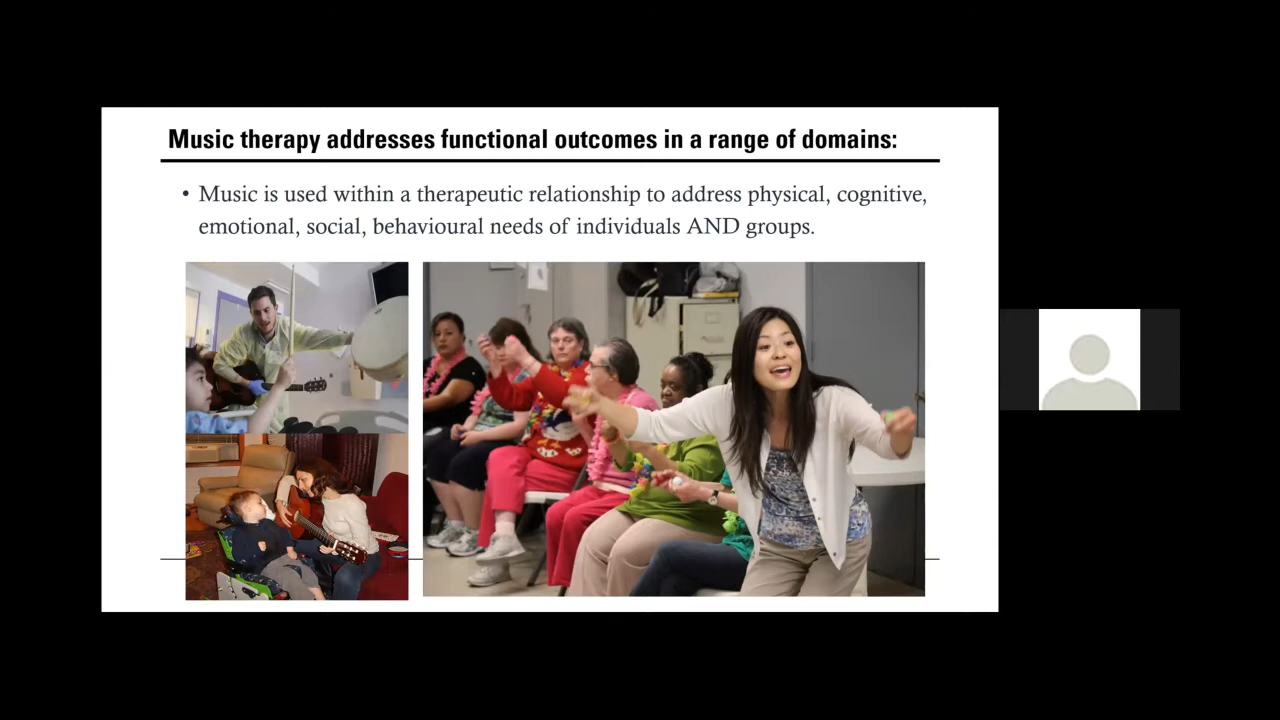 Music therapy addresses functional outcomes in a range of domains:
• Music is used within a therapeutic relationship to address physical, cognitive,
emotional, social, behavioural needs of individuals AND groups.